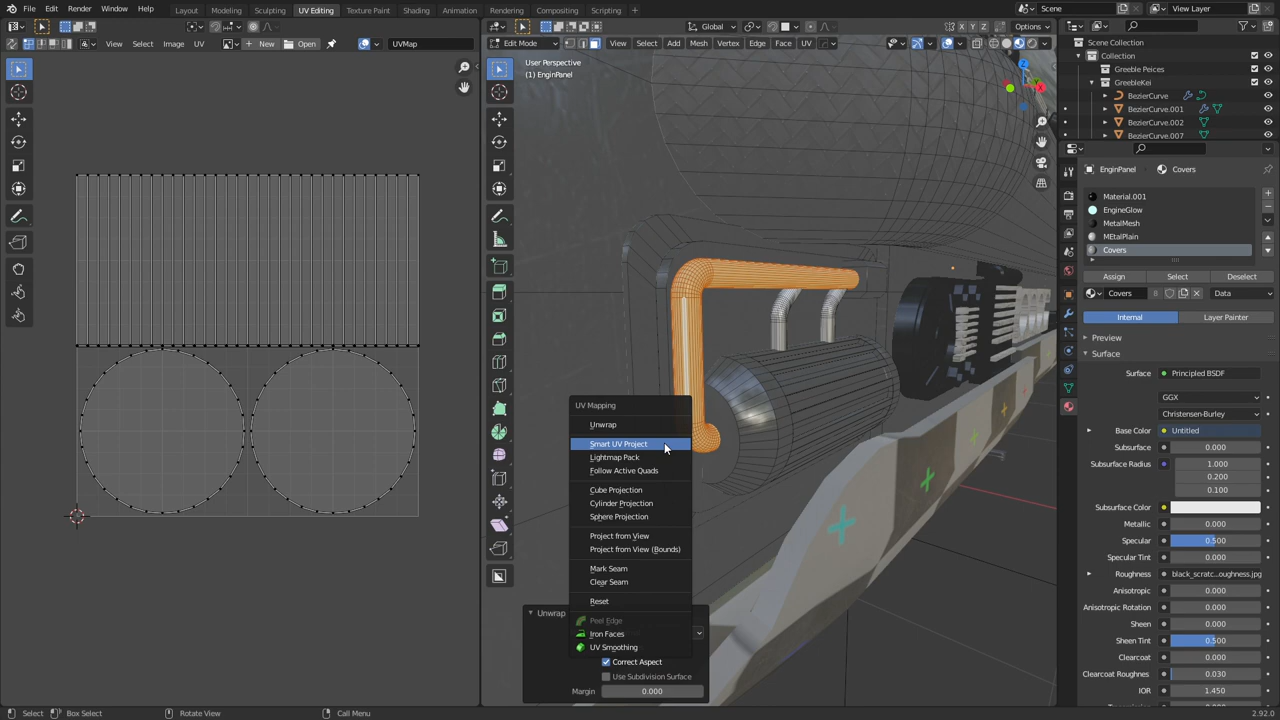 File Edit Render Window Help
Layout Modeling Sculpting UV Editing Texture Paint Shading Animation Rendering Compositing Scripting +
Scene
View Layer
Global
Options
View Select Image UV
New
Open
UVMap
Edit Mode
View Select Add Mesh Vertex Edge Face UV
User Perspective
(1) EnginPanel
Scene Collection
Collection
Greeble Peices
GreebleKei
BezierCurve
BezierCurve.001
BezierCurve.002
BezierCurve.007
EnginPanel
Covers
Material.001
EngineGlow
MetalMesh
MEtalPlain
Covers
Assign Select Deselect
Covers 8 Data
Internal Layer Painter
Preview
Surface
Surface Principled BSDF
GGX
Christensen-Burley
Base Color Untitled
Subsurface 0.000
Subsurface Radius 1.000
0.200
0.100
Subsurface Color
Metallic 0.000
Specular 0.500
Specular Tint 0.000
Roughness black_scratc...oughness.jpg
Anisotropic 0.000
Anisotropic Rotation 0.000
Sheen 0.000
Sheen Tint 0.500
Clearcoat 0.000
Clearcoat Roughnes 0.030
IOR 1.450
UV Mapping
Unwrap
Smart UV Project
Lightmap Pack
Follow Active Quads
Cube Projection
Cylinder Projection
Sphere Projection
Project from View
Project from View (Bounds)
Mark Seam
Clear Seam
Reset
Peel Edge
Iron Faces
UV Smoothing
Unwrap
Correct Aspect
Use Subdivision Surface
Margin 0.000
Select Box Select Rotate View Call Menu
2.92.0